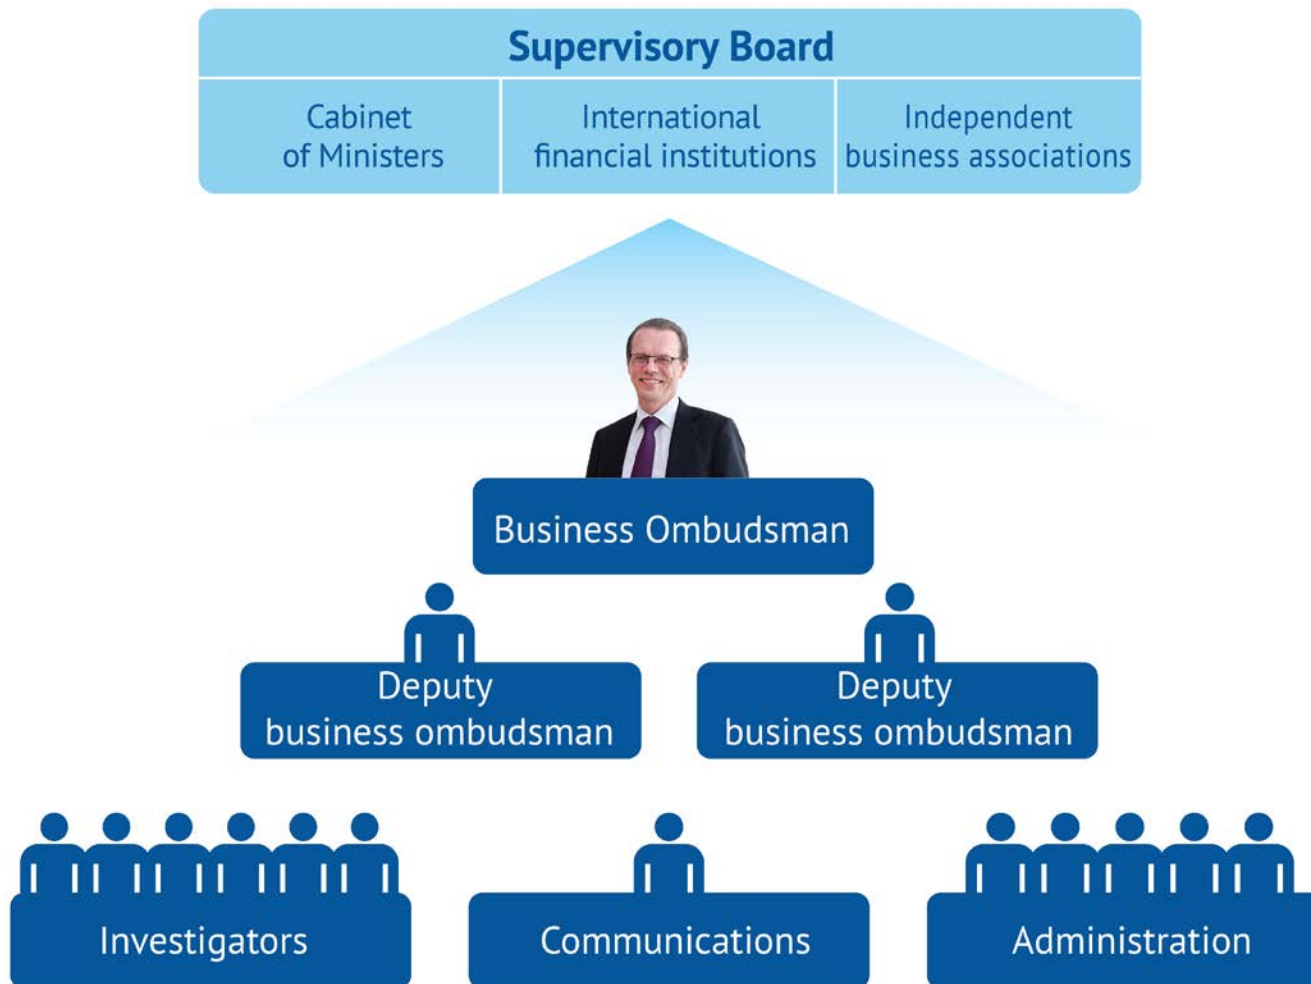 Supervisory Board
Cabinet
of Ministers
International
financial institutions
Independent
business associations
Business Ombudsman
Deputy
business ombudsman
Deputy
business ombudsman
Investigators
Communications
Administration